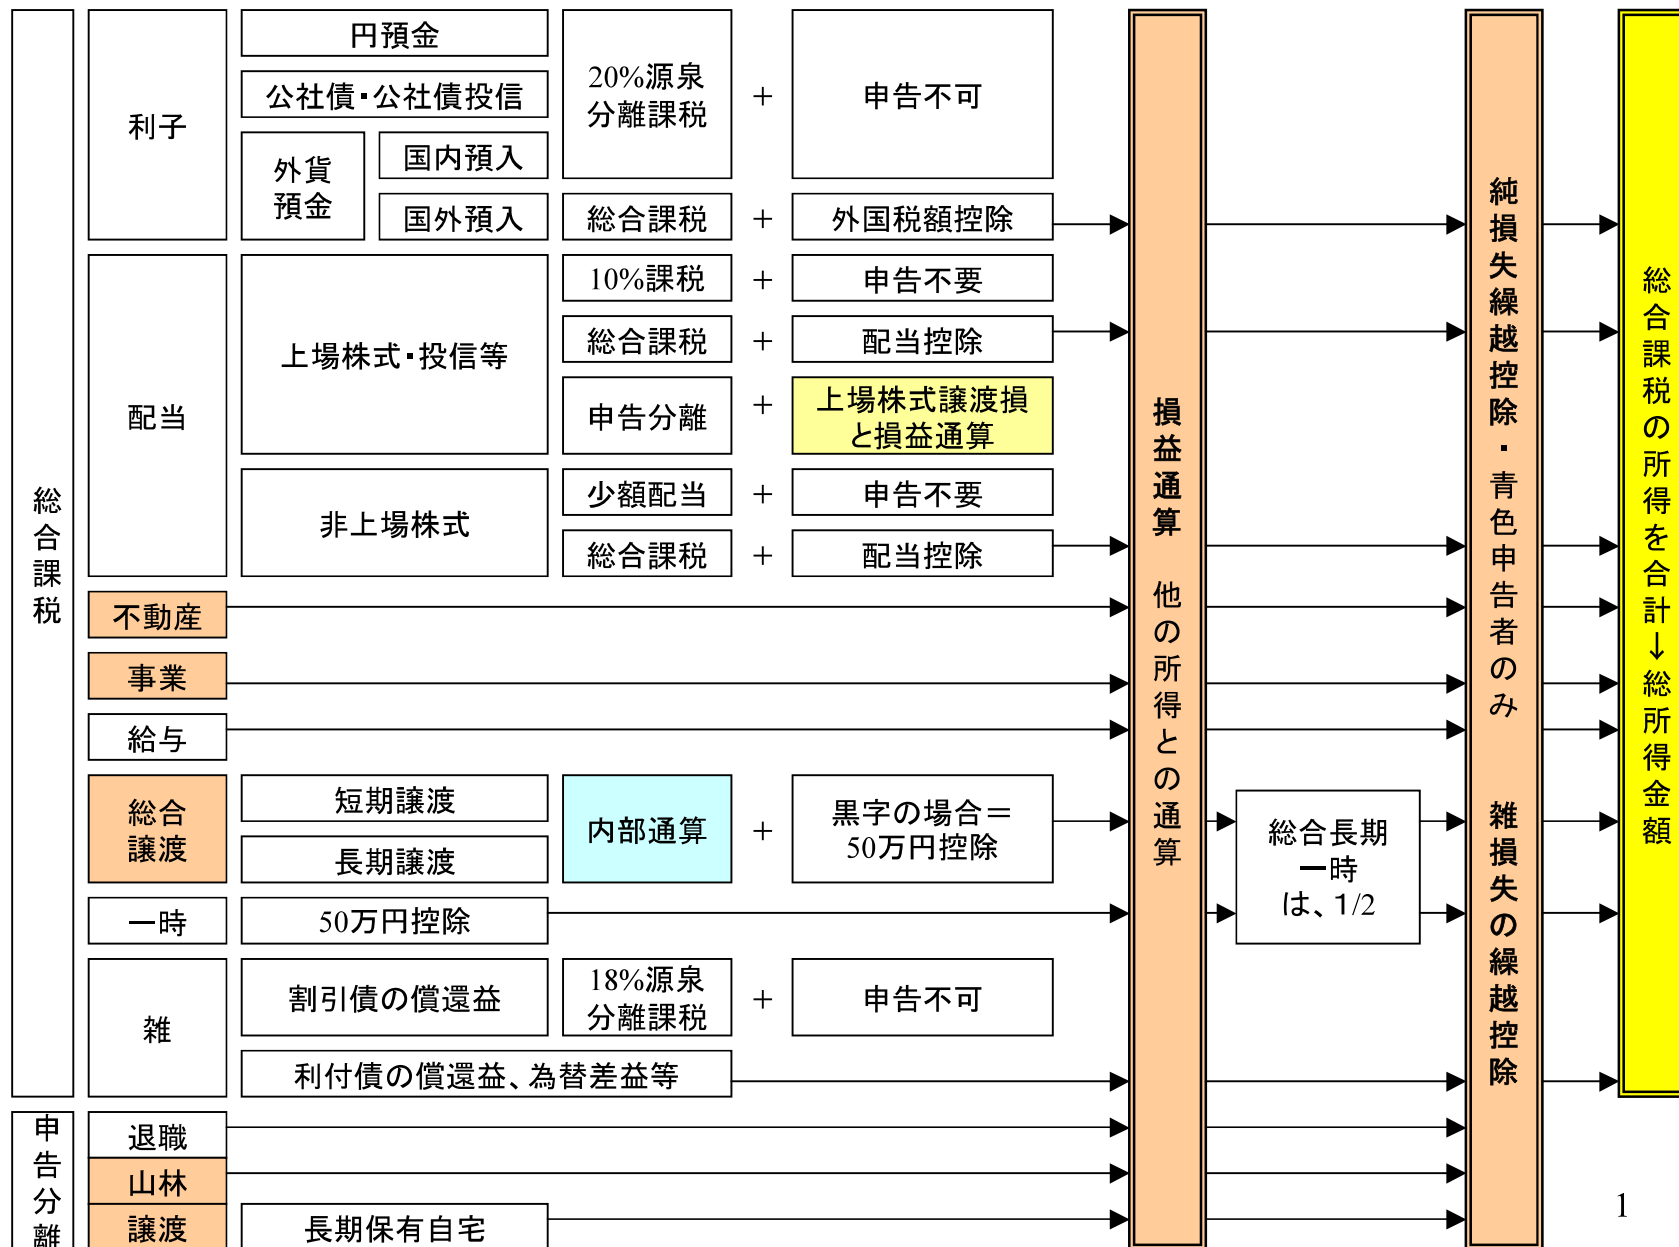 総合課税
利子
円預金
公社債・公社債投信
外貨
預金
国内預入
国外預入
20%源泉
分離課税
+
申告不可
総合課税
+
外国税額控除
配当
上場株式・投信等
10%課税
+
申告不要
総合課税
+
配当控除
申告分離
+
上場株式譲渡損
と損益通算
非上場株式
少額配当
+
申告不要
総合課税
+
配当控除
不動産
事業
給与
総合
譲渡
短期譲渡
長期譲渡
内部通算
+
黒字の場合＝
50万円控除
一時
50万円控除
雑
割引債の償還益
18%源泉
分離課税
+
申告不可
利付債の償還益、為替差益等
申告分離
退職
山林
譲渡
長期保有自宅
損益通算 他の所得との通算
総合長期
一時
は、1/2
純損失繰越控除・青色申告者のみ 雑損失の繰越控除
総合課税の所得を合計→総所得金額
1